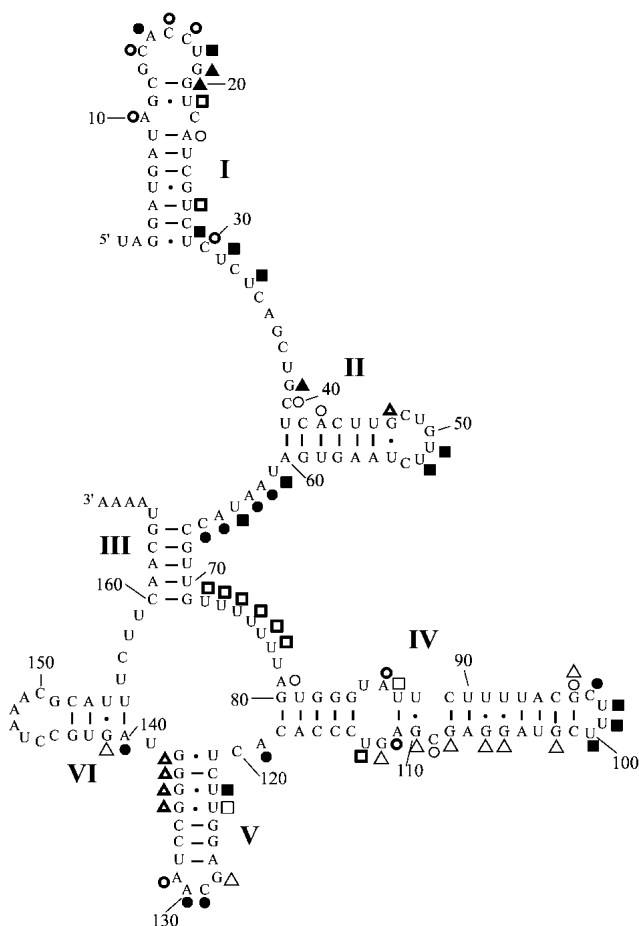 A C C
C U
G G
C G 20
G U
10 A C
U A
A U
G C
I
U G
A U
G C
30
5' U A G U C
U
C
U
C
A
G
C
U
II
G
40
C
U C A C U U G C U
50
G
U
A G U G A A U C U
60
U
A
A
U
A
C
3' A A A A U
G C
III C G
A U
70
160 A U
C G U U U U U U U
U
U
C
U
IV
150
90
A
80 G U G G G U A U U C U U U U A C G C
U
C A C C C U G A G C G A U G G A U G C U
110
100
A A C G C A U U
A U C C G U G A
140
VI
U
A
C
120
G U
G C
G U
G U
C G
V
C G
U A
A G
A C
130